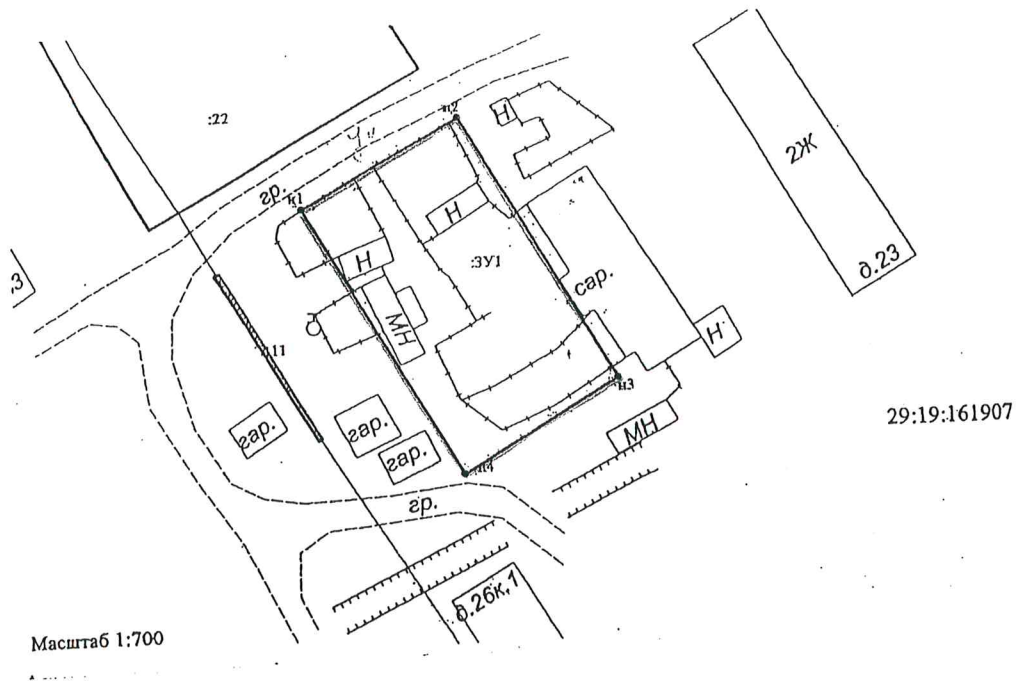 :22
н2
Н
2Ж
гр.
н1
Н
:ЗУ1
д.23
Н
сар.
МН
Н
:11
н3
29:19:161907
гар.
гар.
МН
гар.
н4
гр.
д.26к.1
Масштаб 1:700